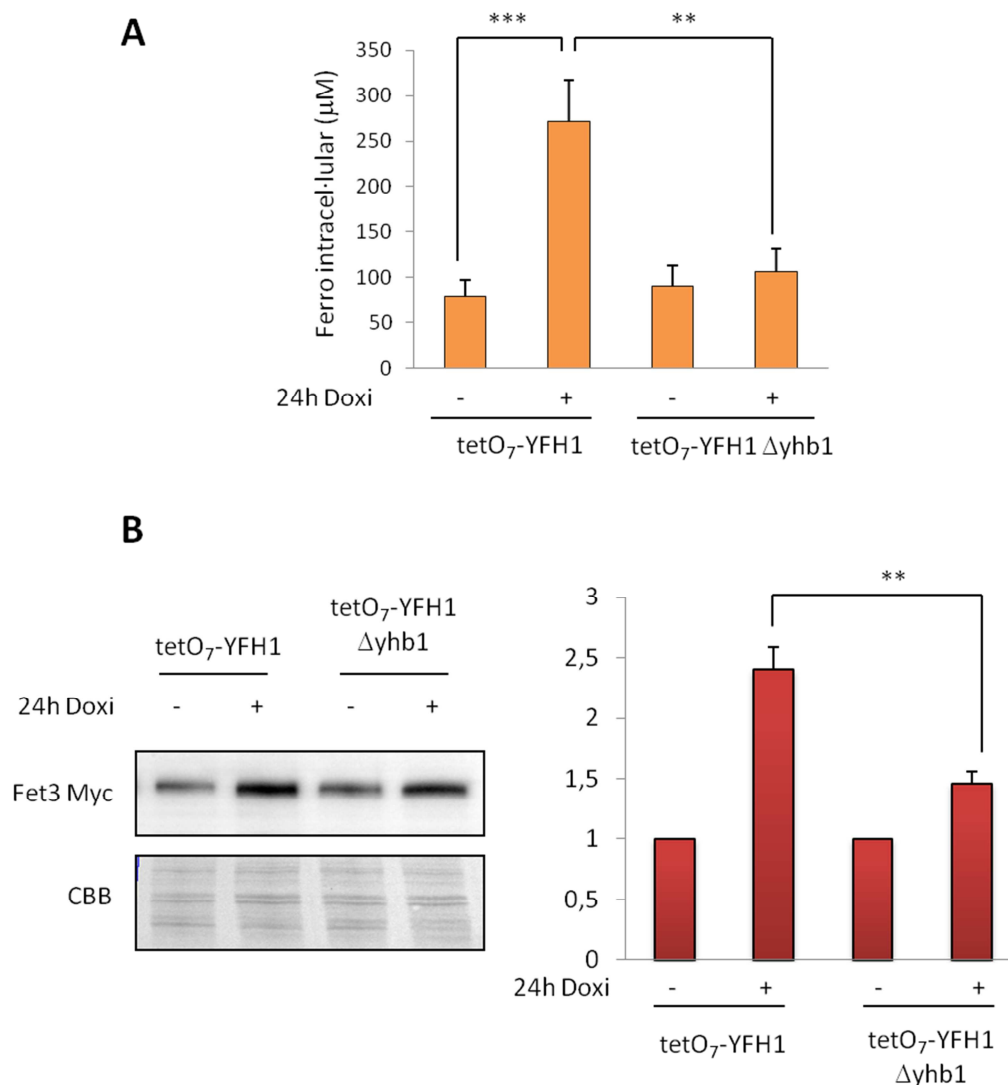 A
*** **
Ferro intracel·lular (µM)
350
300
250
200
150
100
50
0
24h Doxi - + - +
tetO₇-YFH1 tetO₇-YFH1 Δyhb1
B
tetO₇-YFH1
tetO₇-YFH1
Δyhb1
24h Doxi - + - +
Fet3 Myc
CBB
**
3
2,5
2
1,5
1
0,5
0
24h Doxi - + - +
tetO₇-YFH1
tetO₇-YFH1
Δyhb1